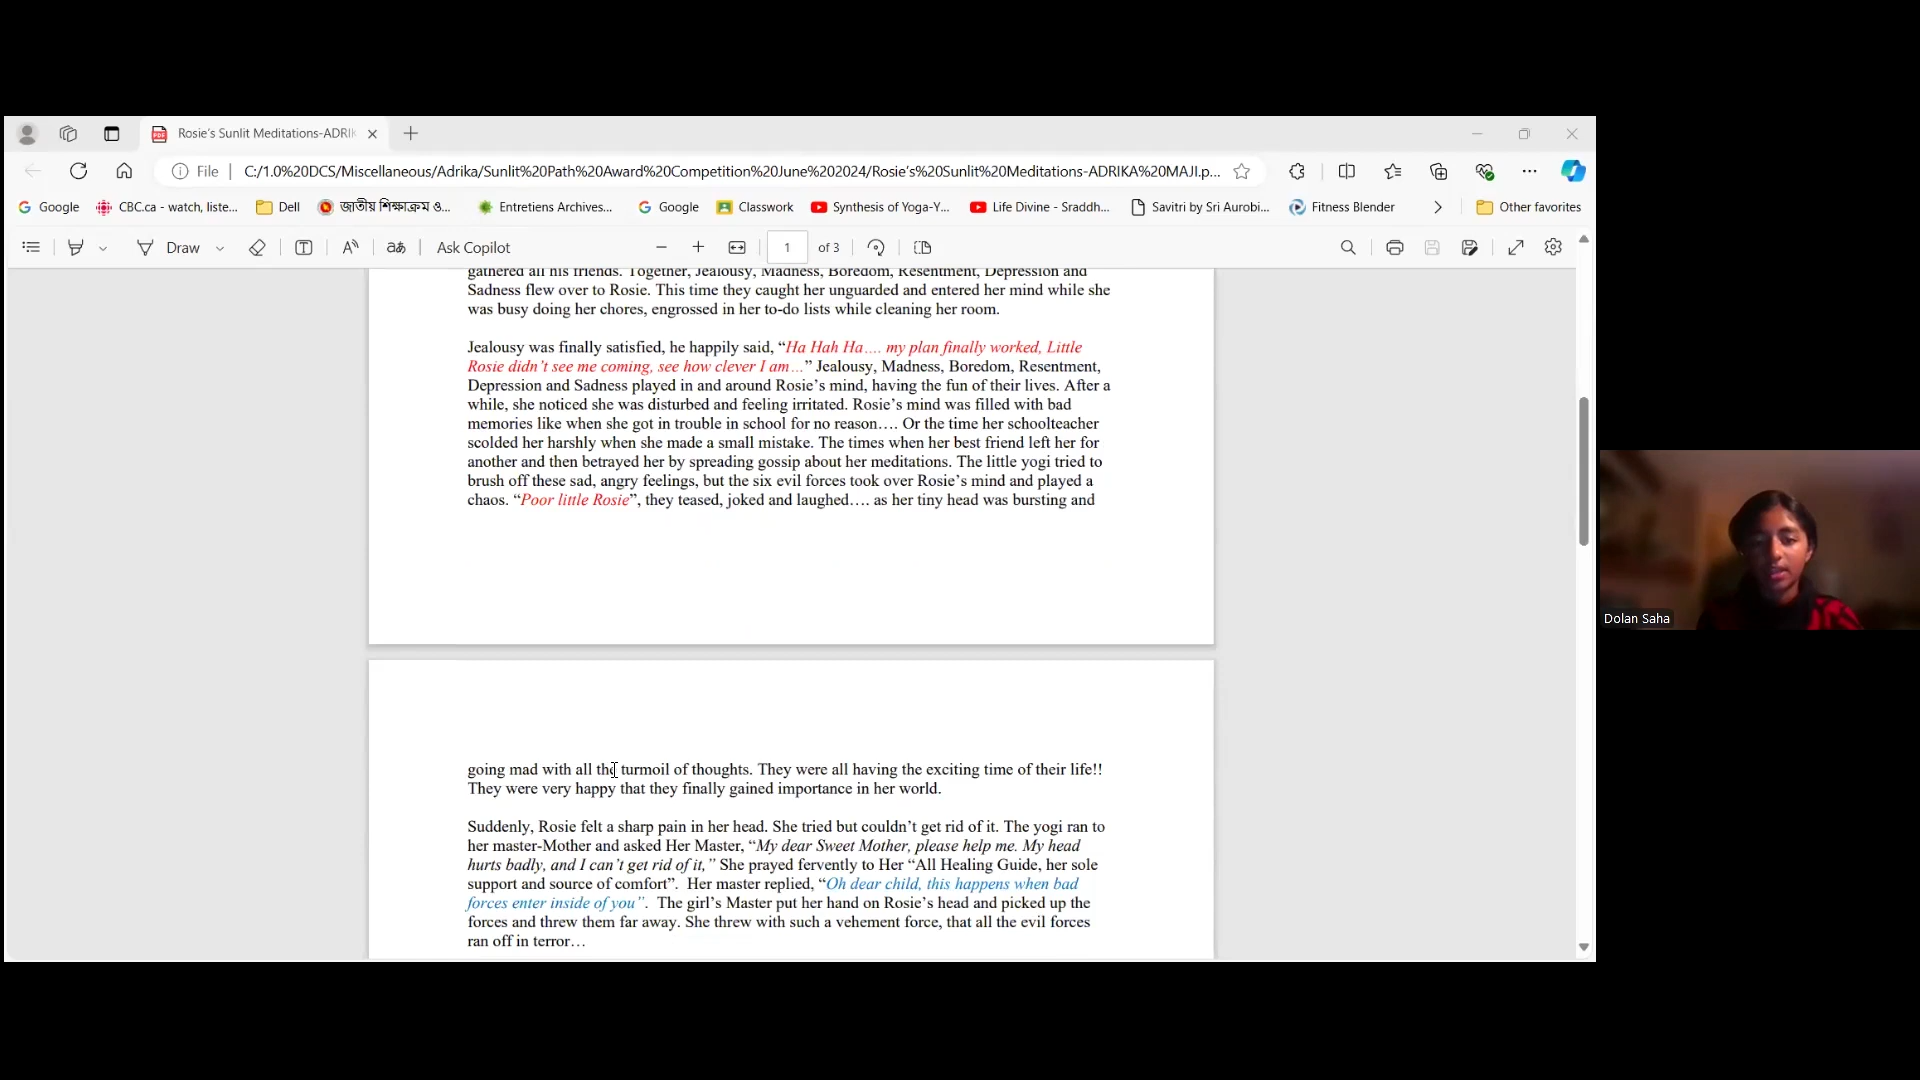 Rosie's Sunlit Meditations-ADRIK
File
C:/1.0%20DCS/Miscellaneous/Adrika/Sunlit%20Path%20Award%20Competition%20June%202024/Rosie's%20Sunlit%20Meditations-ADRIKA%20MAJI.p...
Google
CBC.ca - watch, liste...
Dell
জাতীয় শিক্ষাক্রম ও...
Entretiens Archives...
Google
Classwork
Synthesis of Yoga-Y...
Life Divine - Sraddh...
Savitri by Sri Aurobi...
Fitness Blender
Other favorites
Draw
Ask Copilot
1 of 3
gathered all his friends. Together, Jealousy, Madness, Boredom, Resentment, Depression and
Sadness flew over to Rosie. This time they caught her unguarded and entered her mind while she
was busy doing her chores, engrossed in her to-do lists while cleaning her room.
Jealousy was finally satisfied, he happily said, “Ha Hah Ha…. my plan finally worked, Little
Rosie didn’t see me coming, see how clever I am…” Jealousy, Madness, Boredom, Resentment,
Depression and Sadness played in and around Rosie’s mind, having the fun of their lives. After a
while, she noticed she was disturbed and feeling irritated. Rosie’s mind was filled with bad
memories like when she got in trouble in school for no reason…. Or the time her schoolteacher
scolded her harshly when she made a small mistake. The times when her best friend left her for
another and then betrayed her by spreading gossip about her meditations. The little yogi tried to
brush off these sad, angry feelings, but the six evil forces took over Rosie’s mind and played a
chaos. “Poor little Rosie”, they teased, joked and laughed…. as her tiny head was bursting and
going mad with all the turmoil of thoughts. They were all having the exciting time of their life!!
They were very happy that they finally gained importance in her world.
Suddenly, Rosie felt a sharp pain in her head. She tried but couldn’t get rid of it. The yogi ran to
her master-Mother and asked Her Master, “My dear Sweet Mother, please help me. My head
hurts badly, and I can’t get rid of it,” She prayed fervently to Her “All Healing Guide, her sole
support and source of comfort”. Her master replied, “Oh dear child, this happens when bad
forces enter inside of you”. The girl’s Master put her hand on Rosie’s head and picked up the
forces and threw them far away. She threw with such a vehement force, that all the evil forces
ran off in terror…
Dolan Saha